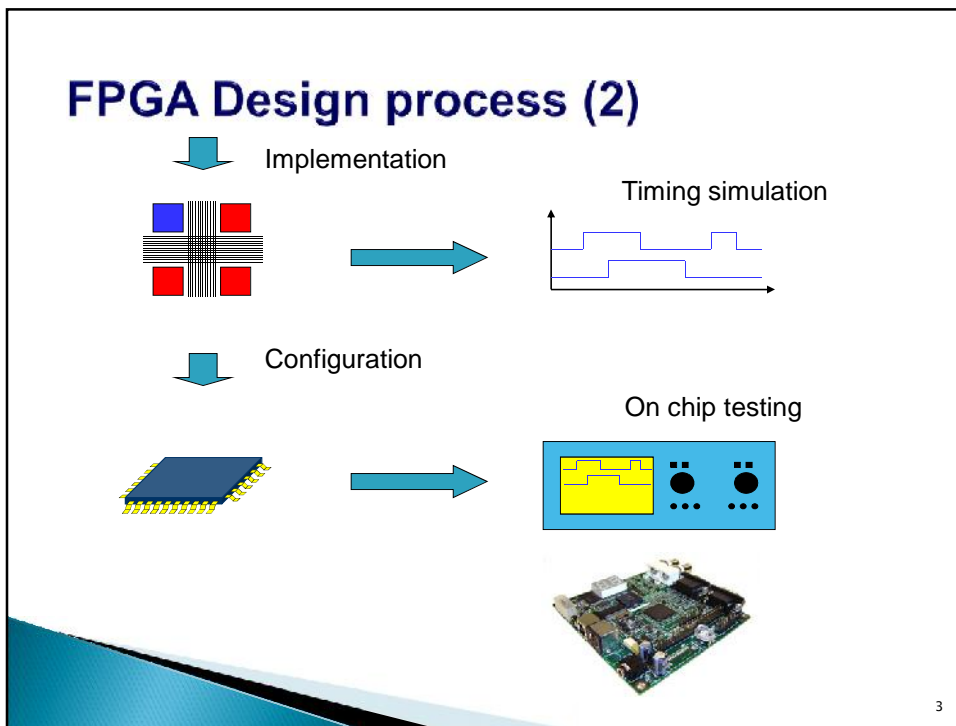 FPGA Design process (2)
Implementation
Timing simulation
Configuration
On chip testing
3